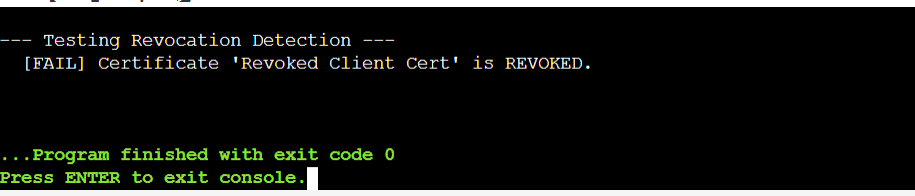 --- Testing Revocation Detection ---
[FAIL] Certificate 'Revoked Client Cert' is REVOKED.
...Program finished with exit code 0
Press ENTER to exit console.